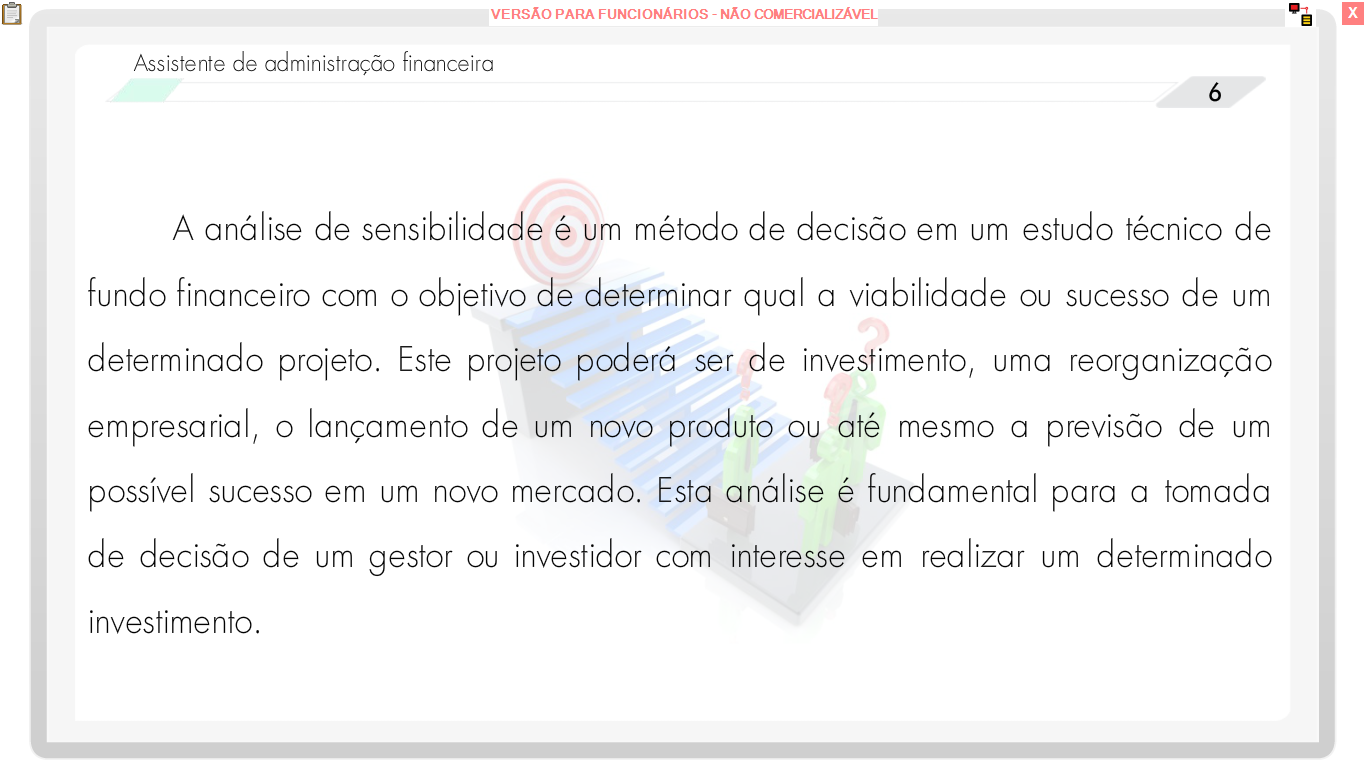 VERSÃO PARA FUNCIONÁRIOS - NÃO COMERCIALIZÁVEL
X
Assistente de administração financeira
6
A análise de sensibilidade é um método de decisão em um estudo técnico de
fundo financeiro com o objetivo de determinar qual a viabilidade ou sucesso de um
determinado projeto. Este projeto poderá ser de investimento, uma reorganização
empresarial, o lançamento de um novo produto ou até mesmo a previsão de um
possível sucesso em um novo mercado. Esta análise é fundamental para a tomada
de decisão de um gestor ou investidor com interesse em realizar um determinado
investimento.